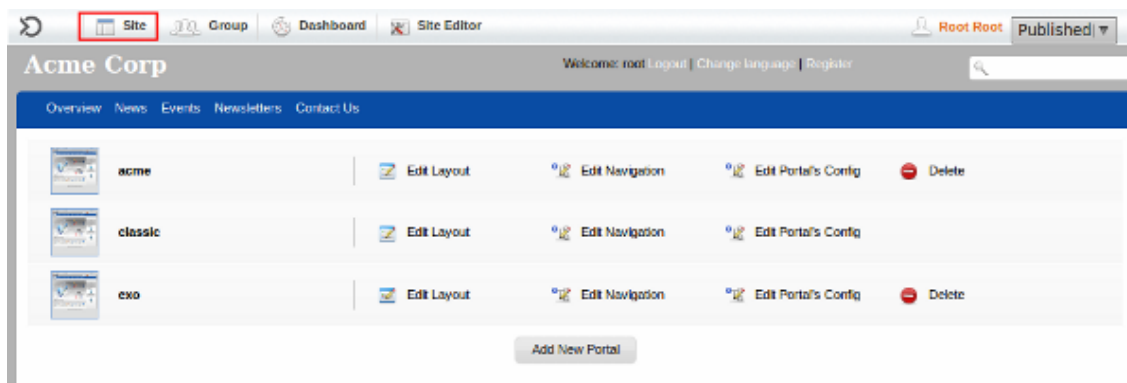 Site Group Dashboard Site Editor Root Root Published
Acme Corp Welcome: root Logout | Change language | Register
Overview News Events Newsletters Contact Us
acme Edit Layout Edit Navigation Edit Portal's Config Delete
classic Edit Layout Edit Navigation Edit Portal's Config
exo Edit Layout Edit Navigation Edit Portal's Config Delete
Add New Portal